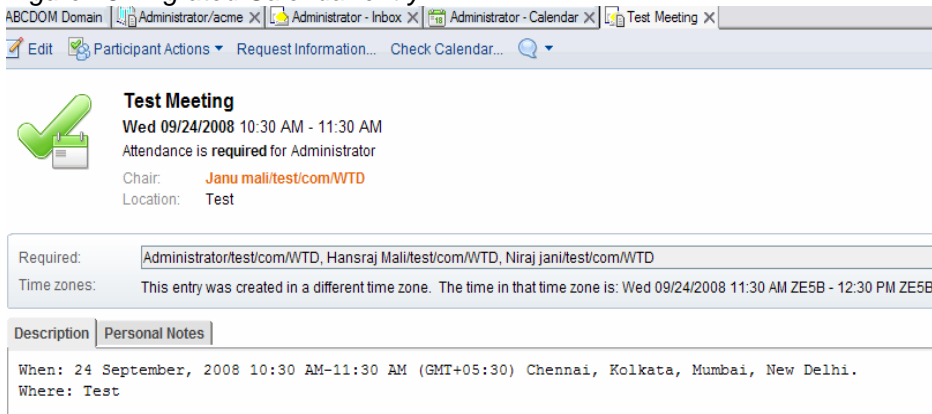 ABCDOM Domain Administrator/acme Administrator - Inbox Administrator - Calendar Test Meeting
Edit Participant Actions Request Information... Check Calendar...
Test Meeting
Wed 09/24/2008 10:30 AM - 11:30 AM
Attendance is required for Administrator
Chair: Janu mali/test/com/WTD
Location: Test
Required: Administrator/test/com/WTD, Hansraj Mali/test/com/WTD, Niraj jani/test/com/WTD
Time zones: This entry was created in a different time zone. The time in that time zone is: Wed 09/24/2008 11:30 AM ZE5B - 12:30 PM ZE5B
Description Personal Notes
When: 24 September, 2008 10:30 AM-11:30 AM (GMT+05:30) Chennai, Kolkata, Mumbai, New Delhi.
Where: Test